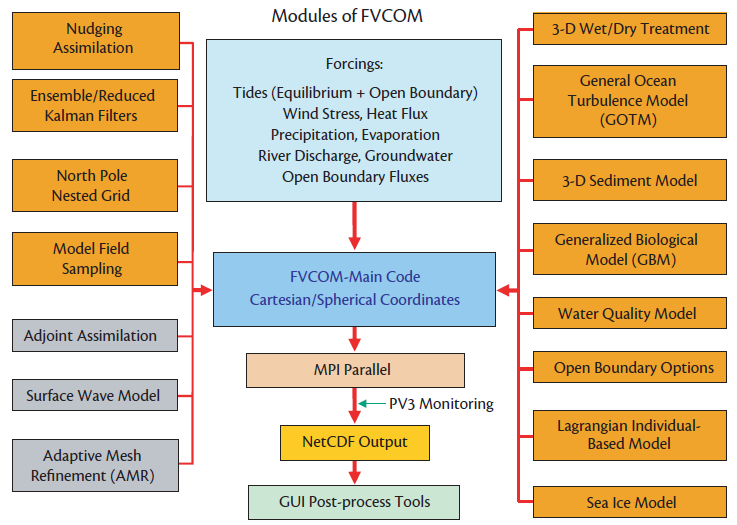 Modules of FVCOM
Nudging
Assimilation
Ensemble/Reduced
Kalman Filters
North Pole
Nested Grid
Model Field
Sampling
Adjoint Assimilation
Surface Wave Model
Adaptive Mesh
Refinement (AMR)
Forcings:
Tides (Equilibrium + Open Boundary)
Wind Stress, Heat Flux
Precipitation, Evaporation
River Discharge, Groundwater
Open Boundary Fluxes
FVCOM-Main Code
Cartesian/Spherical Coordinates
MPI Parallel
PV3 Monitoring
NetCDF Output
GUI Post-process Tools
3-D Wet/Dry Treatment
General Ocean
Turbulence Model
(GOTM)
3-D Sediment Model
Generalized Biological
Model (GBM)
Water Quality Model
Open Boundary Options
Lagrangian Individual-
Based Model
Sea Ice Model